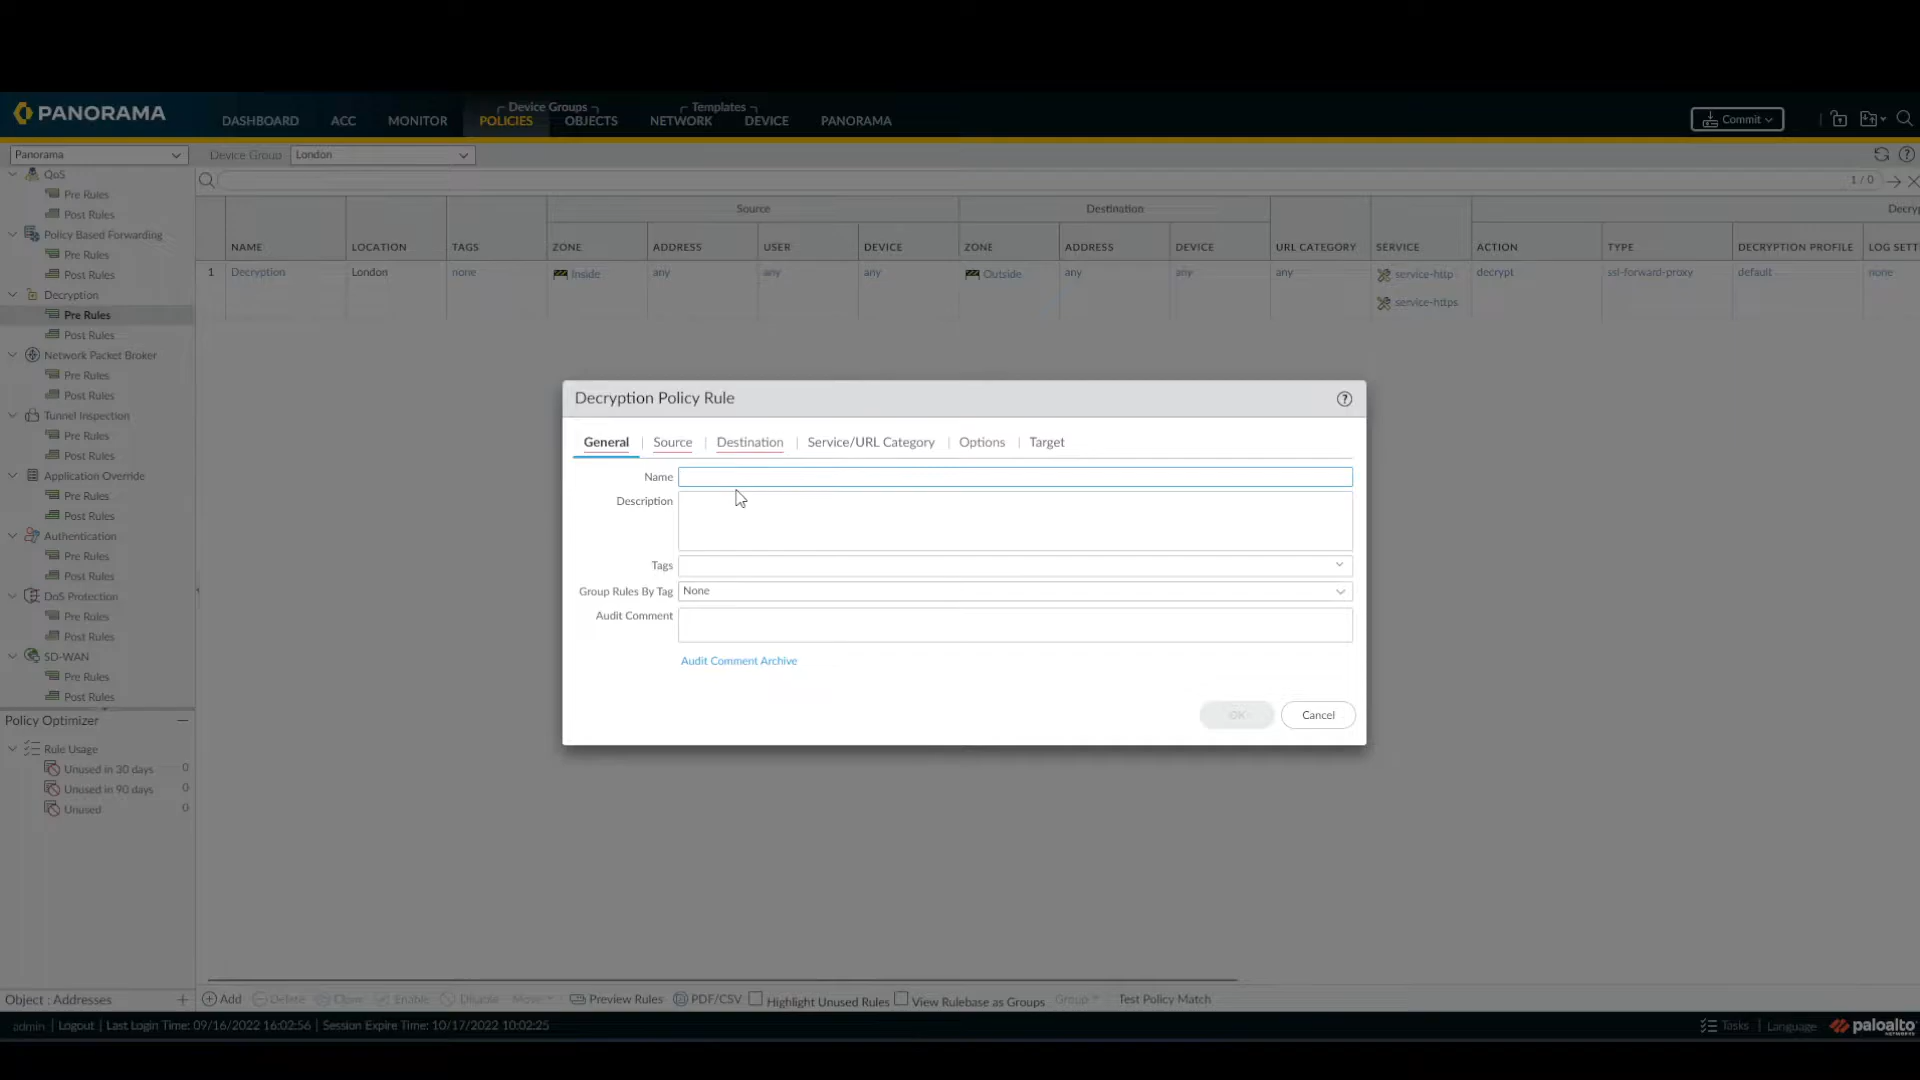 PANORAMA
DASHBOARD ACC MONITOR Device Groups POLICIES OBJECTS Templates NETWORK DEVICE PANORAMA
Commit
Panorama Device Group London
1 / 0
QoS
Pre Rules
Post Rules
Policy Based Forwarding
Pre Rules
Post Rules
Decryption
Pre Rules
Post Rules
Network Packet Broker
Pre Rules
Post Rules
Tunnel Inspection
Pre Rules
Post Rules
Application Override
Pre Rules
Post Rules
Authentication
Pre Rules
Post Rules
DoS Protection
Pre Rules
Post Rules
SD-WAN
Pre Rules
Post Rules
Policy Optimizer
Rule Usage
Unused in 30 days 0
Unused in 90 days 0
Unused 0
Object : Addresses
Source Destination Decryp
NAME LOCATION TAGS ZONE ADDRESS USER DEVICE ZONE ADDRESS DEVICE URL CATEGORY SERVICE ACTION TYPE DECRYPTION PROFILE LOG SETT
1 Decryption London none Inside any any any Outside any any any service-http decrypt ssl-forward-proxy default none
service-https
Decryption Policy Rule
General Source Destination Service/URL Category Options Target
Name
Description
Tags
Group Rules By Tag None
Audit Comment
Audit Comment Archive
OK Cancel
Add Delete Clone Enable Disable Move Preview Rules PDF/CSV Highlight Unused Rules View Rulebase as Groups Group Test Policy Match
admin | Logout | Last Login Time: 09/16/2022 16:02:56 | Session Expire Time: 10/17/2022 10:02:25
Tasks | Language paloalto
NETWORKS